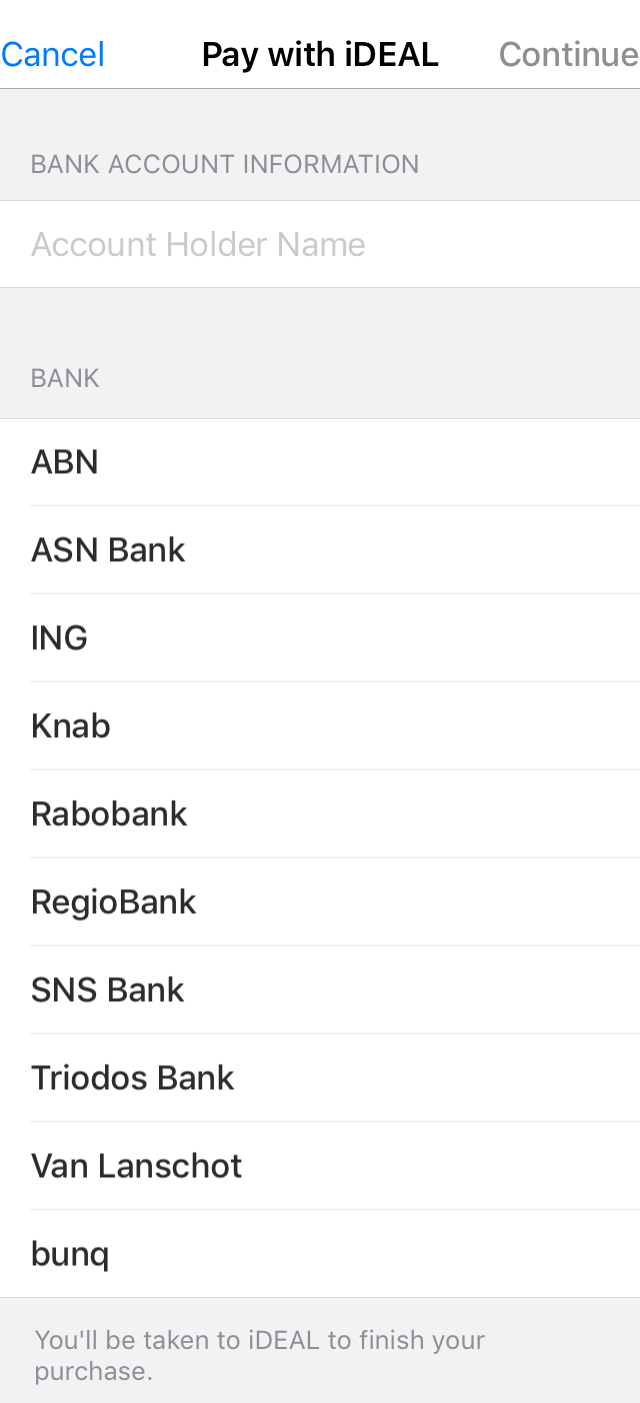 Cancel Pay with iDEAL Continue
BANK ACCOUNT INFORMATION
Account Holder Name
BANK
ABN
ASN Bank
ING
Knab
Rabobank
RegioBank
SNS Bank
Triodos Bank
Van Lanschot
bunq
You'll be taken to iDEAL to finish your
purchase.